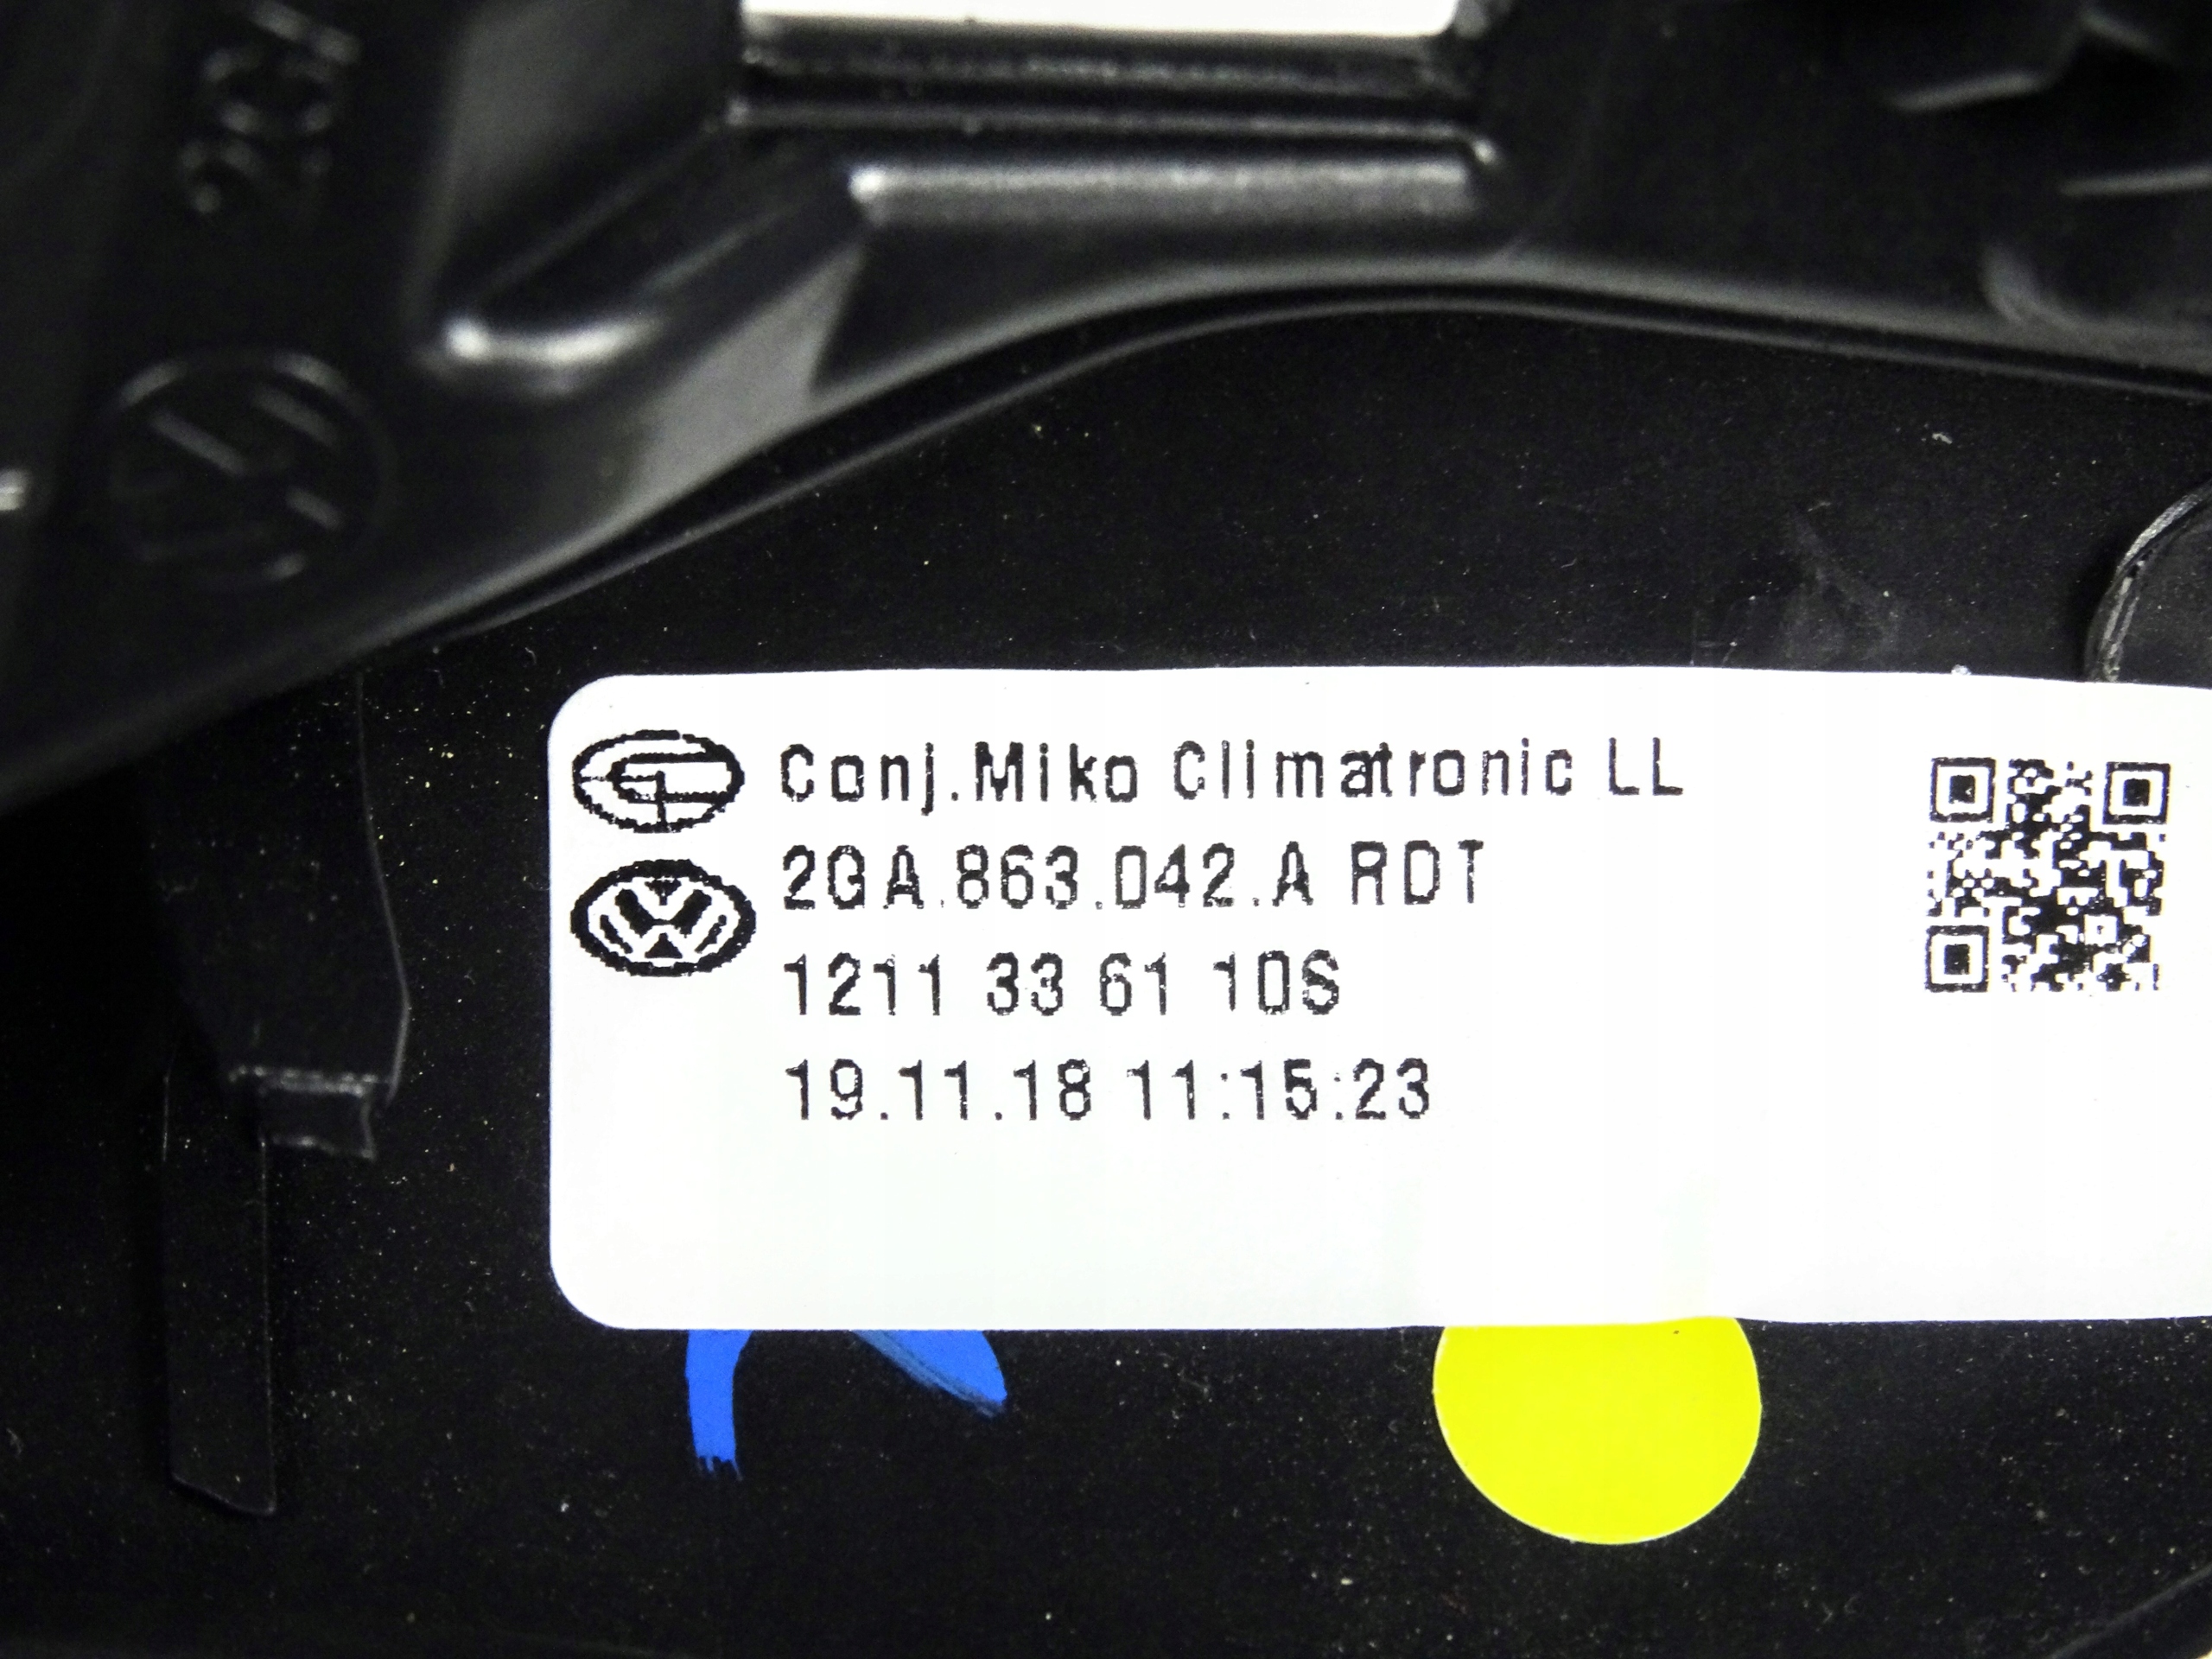 Conj.Miko Climatronic LL
2GA.863.042.A RDT
1211 33 61 10S
19.11.18 11:15:23